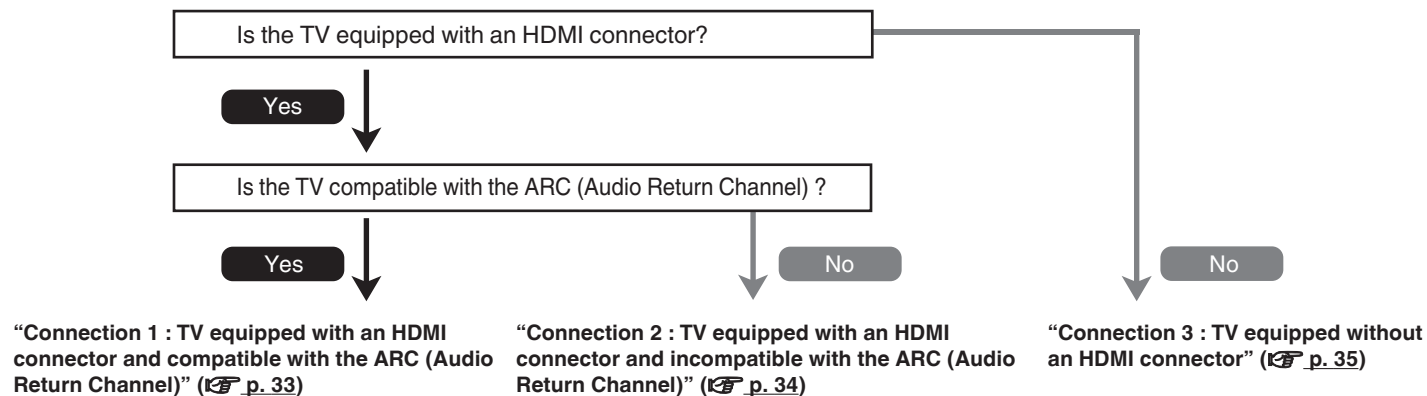 Is the TV equipped with an HDMI connector?
Yes
Is the TV compatible with the ARC (Audio Return Channel) ?
Yes
No
No
“Connection 1 : TV equipped with an HDMI
connector and compatible with the ARC (Audio
Return Channel)” (☞ p. 33)
“Connection 2 : TV equipped with an HDMI
connector and incompatible with the ARC (Audio
Return Channel)” (☞ p. 34)
“Connection 3 : TV equipped without
an HDMI connector” (☞ p. 35)